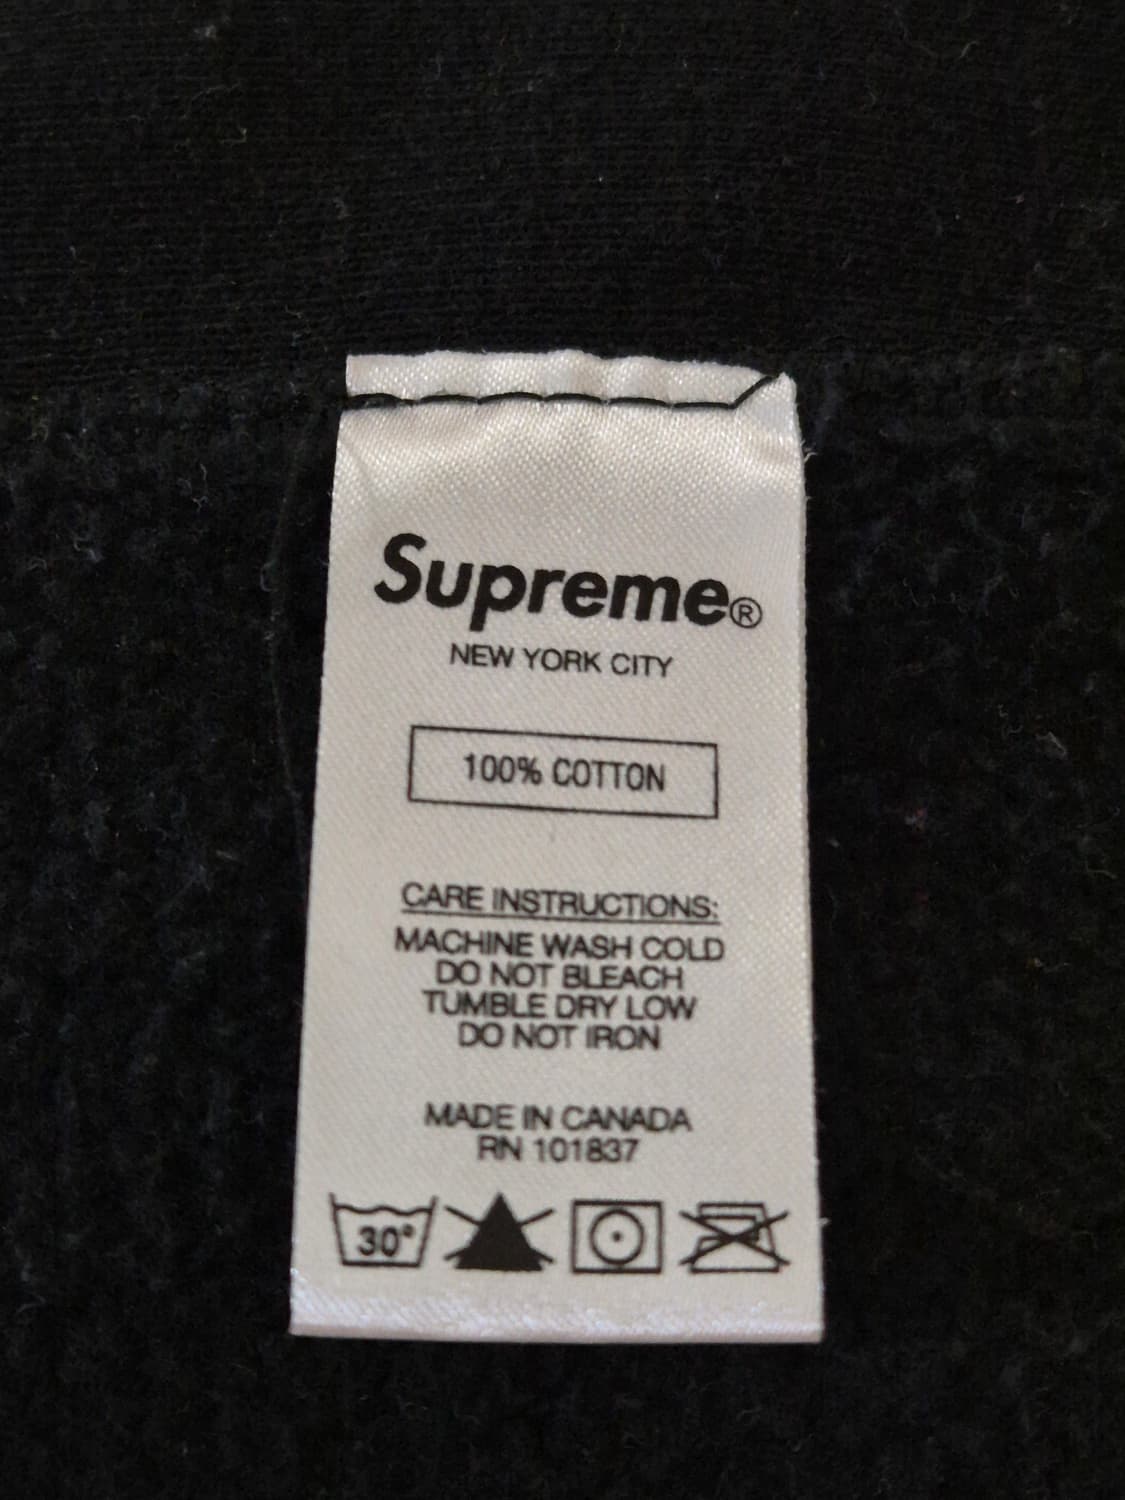 Supreme®
NEW YORK CITY
100% COTTON
CARE INSTRUCTIONS:
MACHINE WASH COLD
DO NOT BLEACH
TUMBLE DRY LOW
DO NOT IRON
MADE IN CANADA
RN 101837
30°